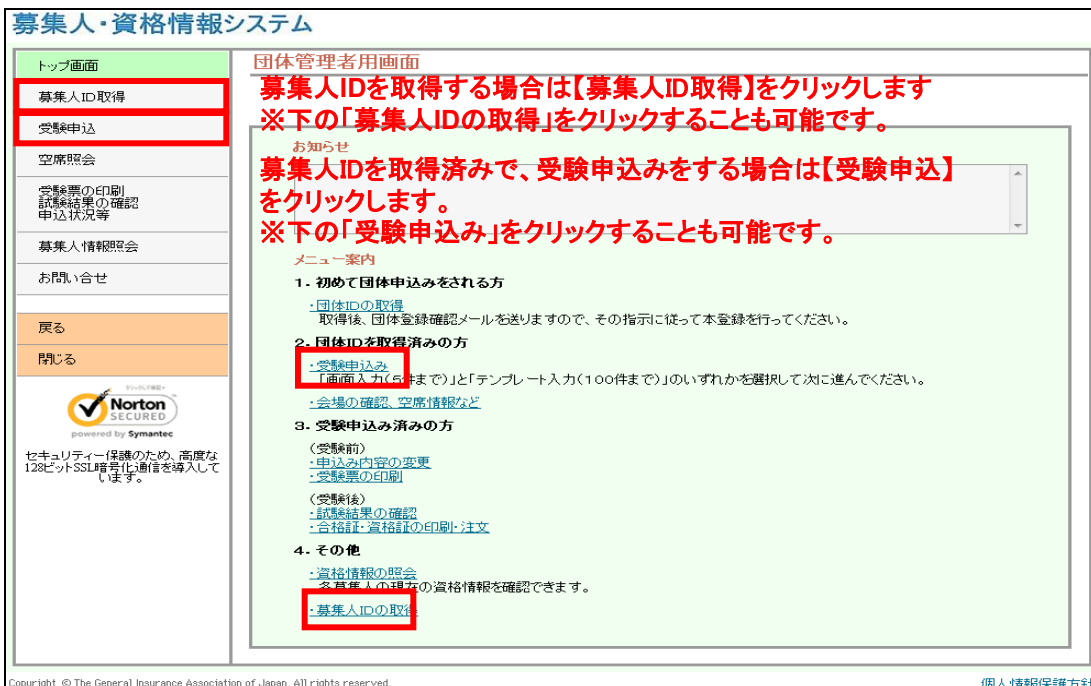 募集人・資格情報システム
トップ画面
募集人ID取得
受験申込
空席照会
受験票の印刷
試験結果の確認
申込状況等
募集人情報照会
お問い合せ
戻る
閉じる
Norton
SECURED
powered by Symantec
セキュリティー保護のため、高度な
128ビットSSL暗号化通信を導入して
います。
団体管理者用画面
募集人IDを取得する場合は【募集人ID取得】をクリックします
※下の「募集人IDの取得」をクリックすることも可能です。
お知らせ
募集人IDを取得済みで、受験申込みをする場合は【受験申込】
をクリックします。
※下の「受験申込み」をクリックすることも可能です。
メニュー案内
1. 初めて団体申込みをされる方
・団体IDの取得
取得後、団体登録確認メールを送りますので、その指示に従って本登録を行ってください。
2. 団体IDを取得済みの方
・受験申込み
「画面入力(5件まで)」と「テンプレート入力(100件まで)」のいずれかを選択して次に進んでください。
・会場の確認、空席情報など
3. 受験申込み済みの方
(受験前)
・申込み内容の変更
・受験票の印刷
(受験後)
・試験結果の確認
・合格証・資格証の印刷・注文
4. その他
・資格情報の照会
各募集人の現在の資格情報を確認できます。
・募集人IDの取得
Copyright © The General Insurance Association of Japan. All rights reserved.
個人情報保護方針